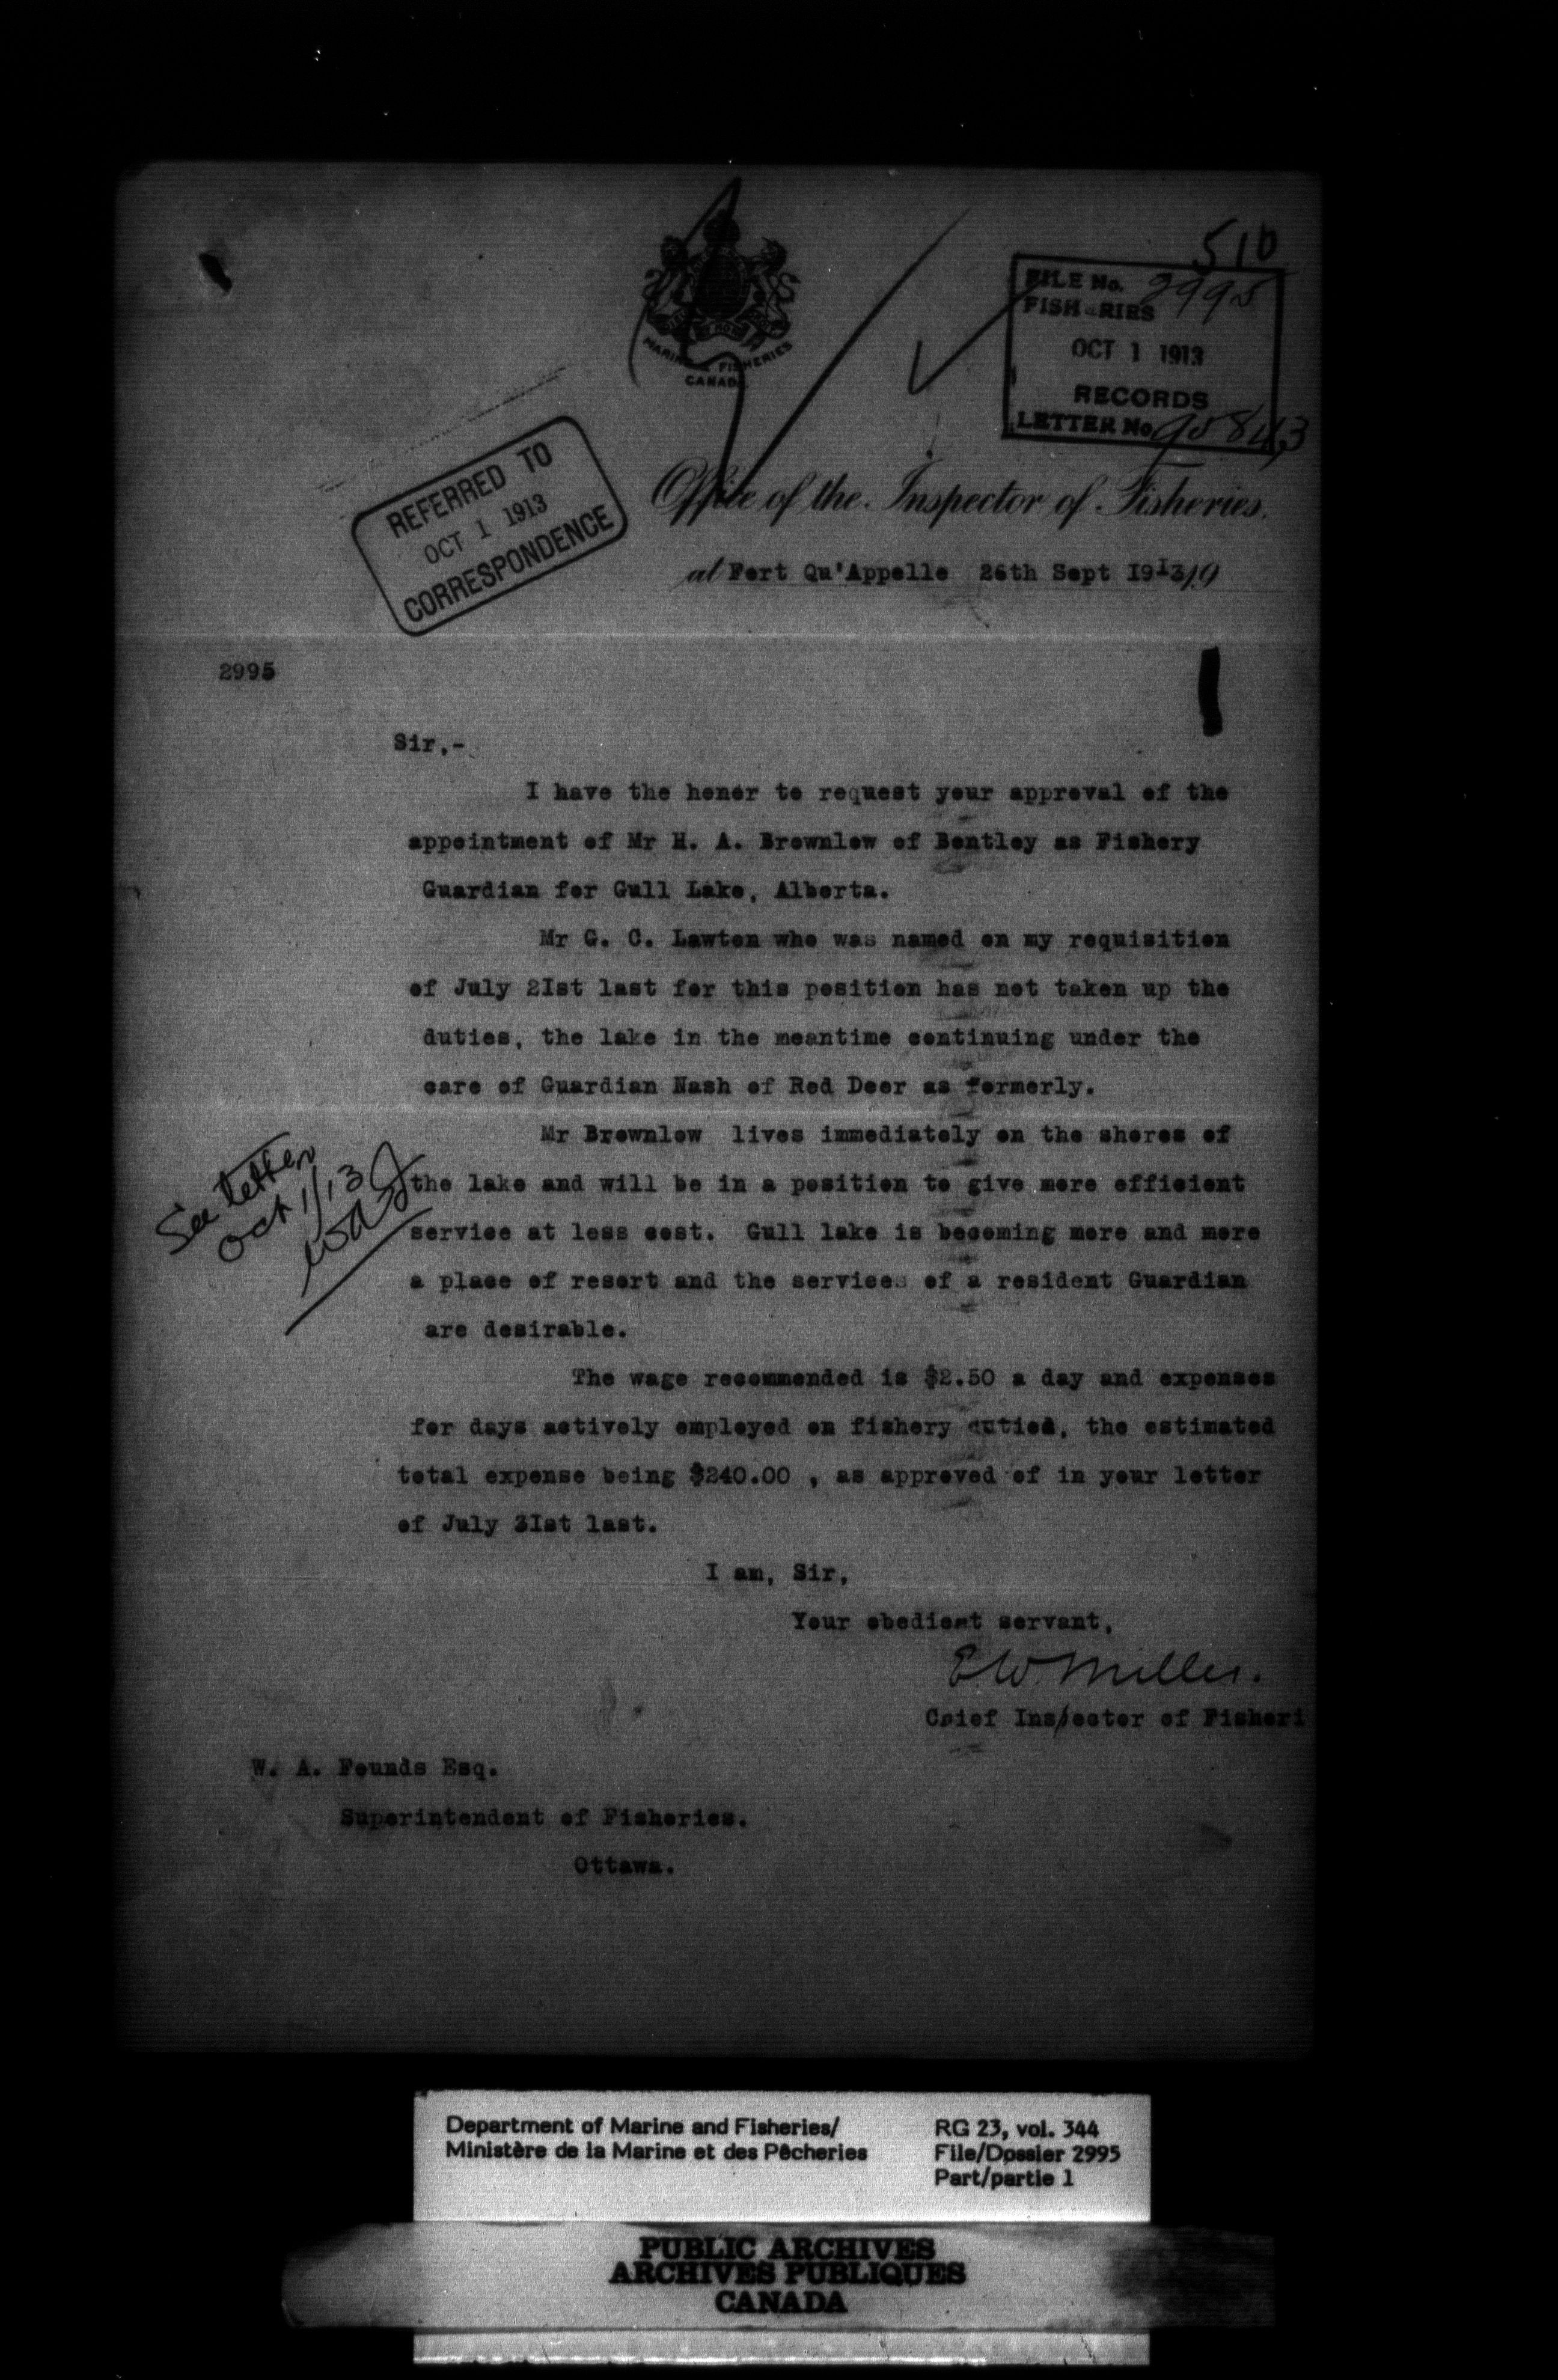 510
FILE No. 2995
FISHERIES
OCT 1 1913
RECORDS
LETTER No 95843
MARINE & FISHERIES
CANADA
REFERRED TO
OCT 1 1913
CORRESPONDENCE
Office of the Inspector of Fisheries.
at Fort Qu'Appelle 26th Sept 19I3/9
2995
Sir,-
I have the honor to request your approval of the
appointment of Mr H. A. Brownlow of Bentley as Fishery
Guardian for Gull Lake, Alberta.
Mr G. C. Lawton who was named on my requisition
of July 2Ist last for this position has not taken up the
duties, the lake in the meantime continuing under the
care of Guardian Nash of Red Deer as formerly.
Mr Brownlow lives immediately on the shores of
the lake and will be in a position to give more efficient
service at less cost. Gull lake is becoming more and more
a place of resort and the services of a resident Guardian
are desirable.
See letter
Oct 1/13
The wage recommended is $2.50 a day and expenses
for days actively employed on fishery duties, the estimated
total expense being $240.00 , as approved of in your letter
of July 3Ist last.
I am, Sir,
Your obedient servant,
E W. Miller.
Chief Inspector of Fisheri
W. A. Founds Esq.
Superintendent of Fisheries.
Ottawa.
Department of Marine and Fisheries/
Ministère de la Marine et des Pêcheries
RG 23, vol. 344
File/Dossier 2995
Part/partie 1
PUBLIC ARCHIVES
ARCHIVES PUBLIQUES
CANADA